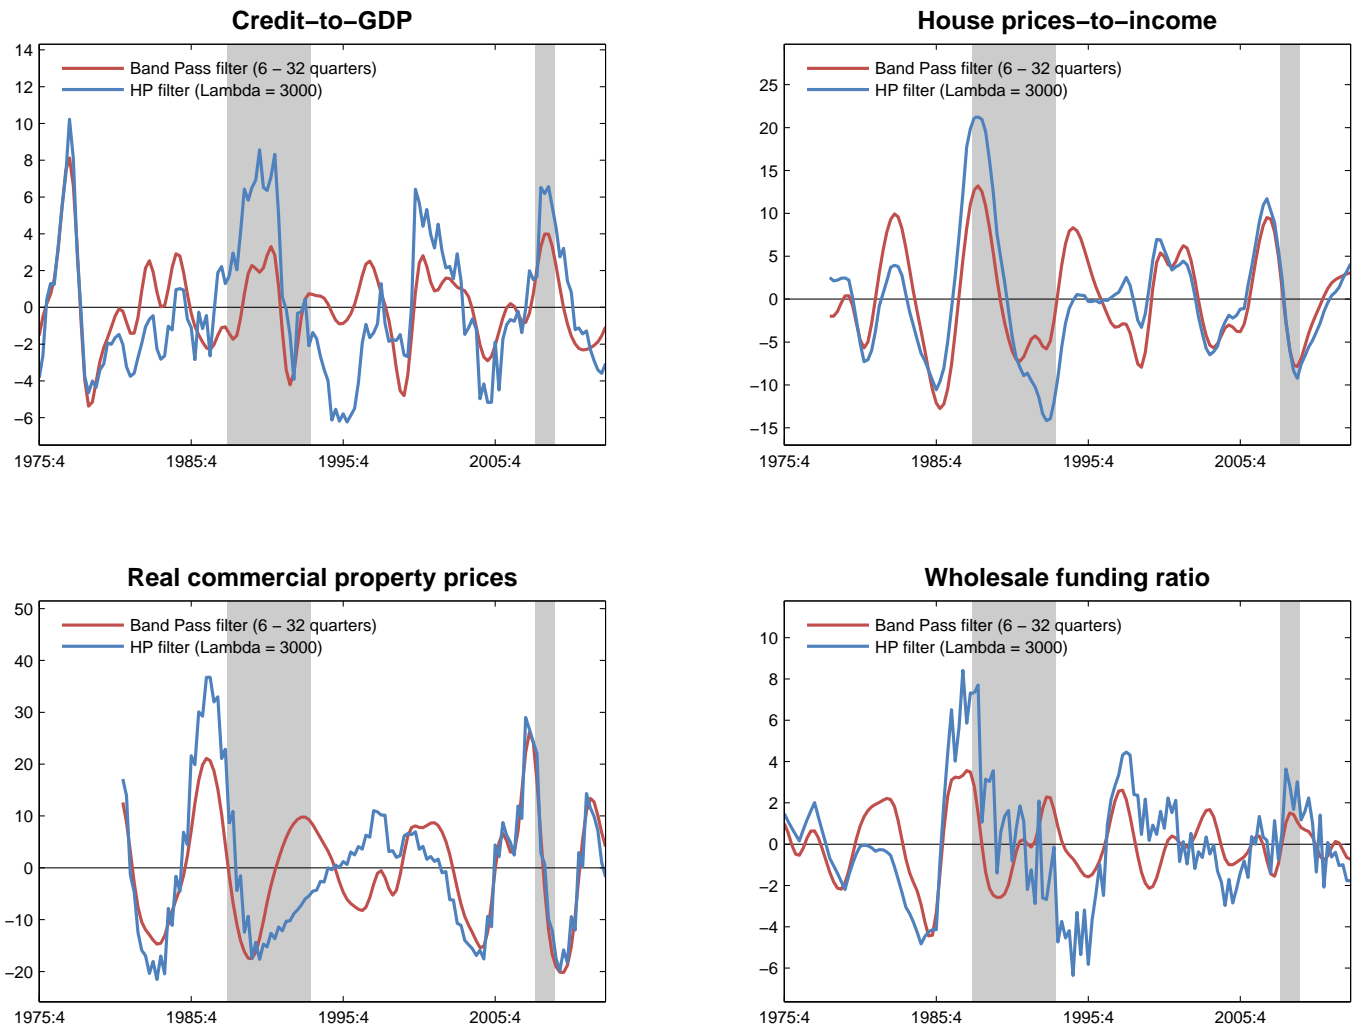 Credit−to−GDP
14
12
10
8
6
4
2
0
−2
−4
−6
Band Pass filter (6 − 32 quarters)
HP filter (Lambda = 3000)
1975:4 1985:4 1995:4 2005:4
House prices−to−income
25
20
15
10
5
0
−5
−10
−15
Band Pass filter (6 − 32 quarters)
HP filter (Lambda = 3000)
1975:4 1985:4 1995:4 2005:4
Real commercial property prices
50
40
30
20
10
0
−10
−20
Band Pass filter (6 − 32 quarters)
HP filter (Lambda = 3000)
1975:4 1985:4 1995:4 2005:4
Wholesale funding ratio
10
8
6
4
2
0
−2
−4
−6
Band Pass filter (6 − 32 quarters)
HP filter (Lambda = 3000)
1975:4 1985:4 1995:4 2005:4